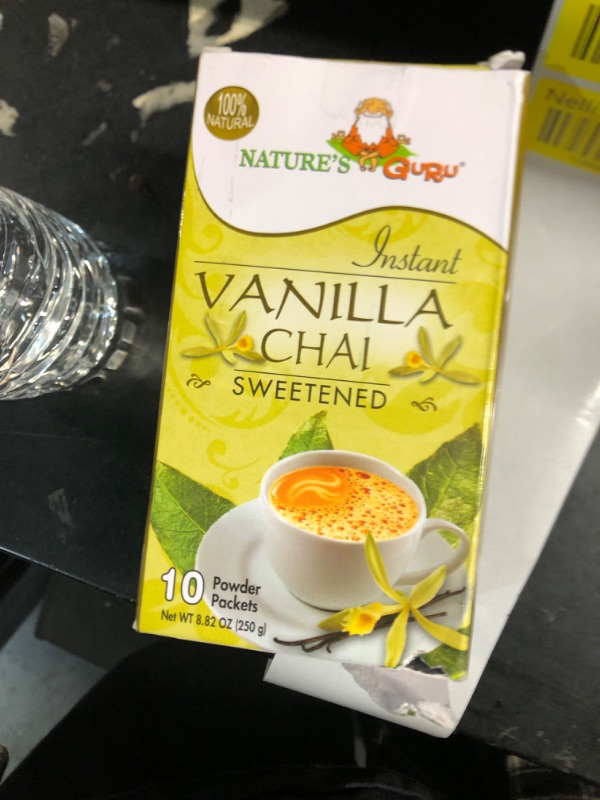 100%
NATURAL
NATURE'S GURU®
Instant
VANILLA
CHAI
SWEETENED
10 Powder
Packets
Net WT 8.82 OZ (250 g)